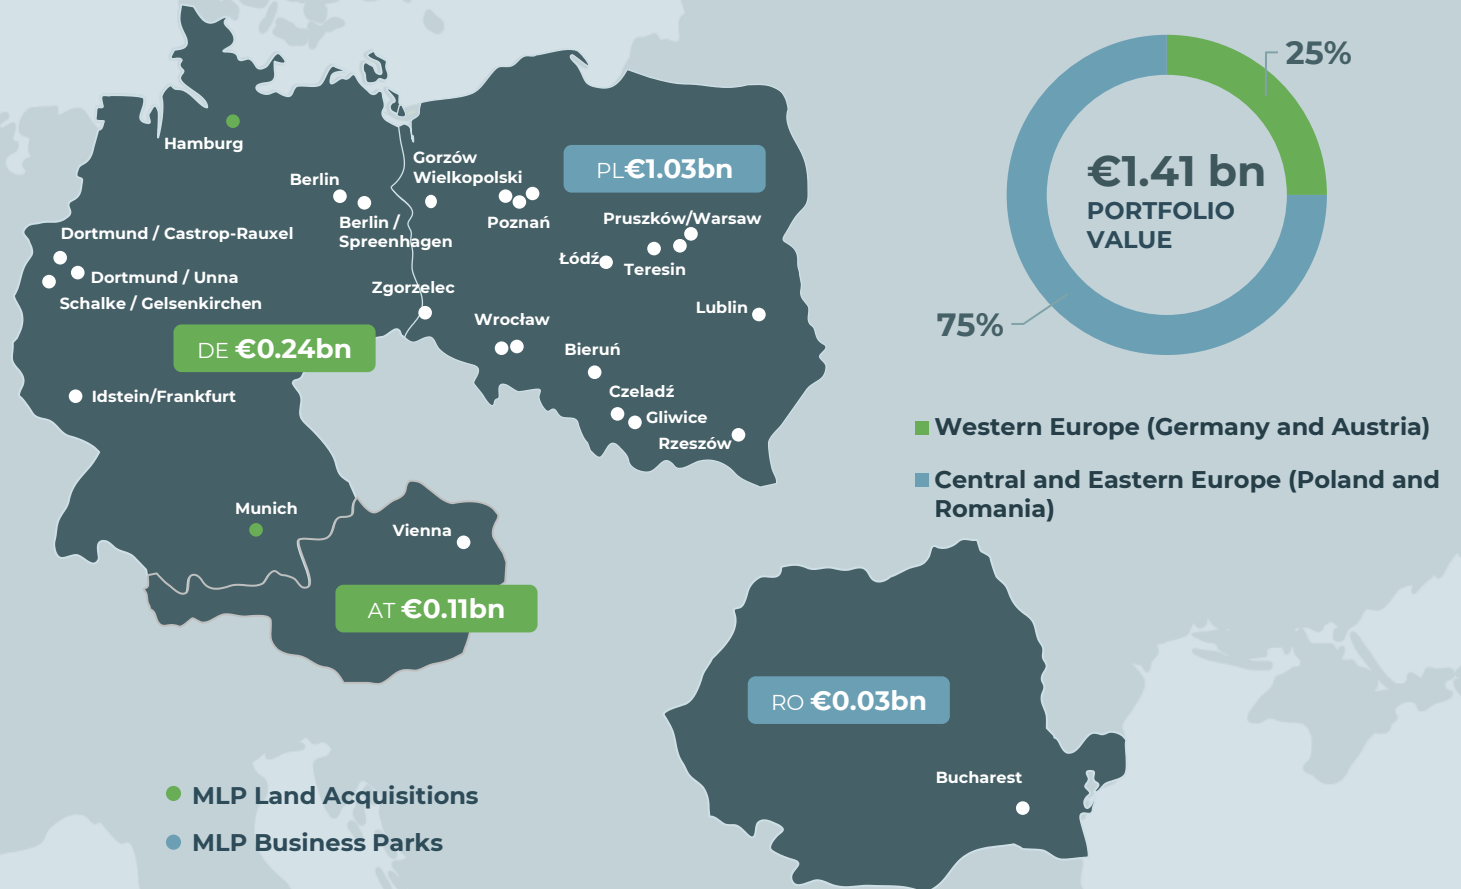 Hamburg
Berlin
Berlin /
Spreenhagen
Dortmund / Castrop-Rauxel
Dortmund / Unna
Schalke / Gelsenkirchen
DE €0.24bn
Idstein/Frankfurt
Munich
Vienna
AT €0.11bn
Gorzów
Wielkopolski
Poznań
PL€1.03bn
Pruszków/Warsaw
Łódź
Teresin
Zgorzelec
Lublin
Wrocław
Bieruń
Czeladź
Gliwice
Rzeszów
25%
€1.41 bn
PORTFOLIO
VALUE
75%
Western Europe (Germany and Austria)
Central and Eastern Europe (Poland and
Romania)
RO €0.03bn
Bucharest
MLP Land Acquisitions
MLP Business Parks